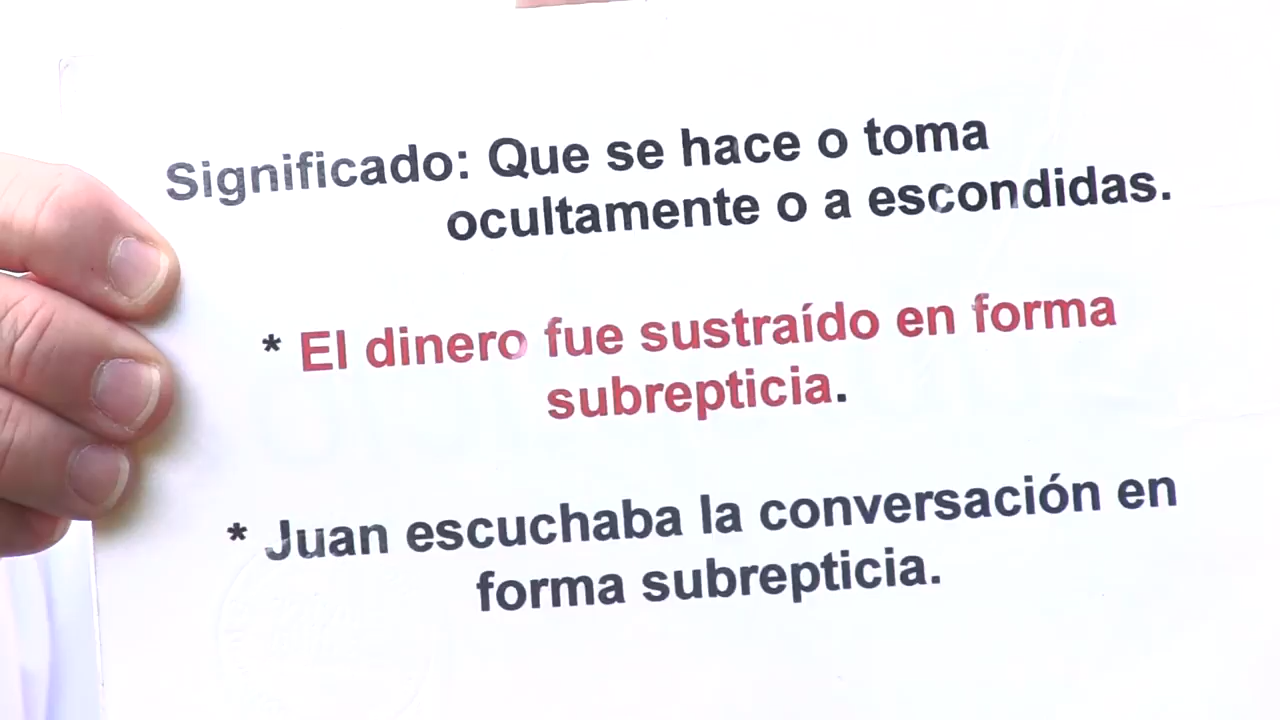 Significado: Que se hace o toma
ocultamente o a escondidas.
* El dinero fue sustraído en forma
subrepticia.
* Juan escuchaba la conversación en
forma subrepticia.